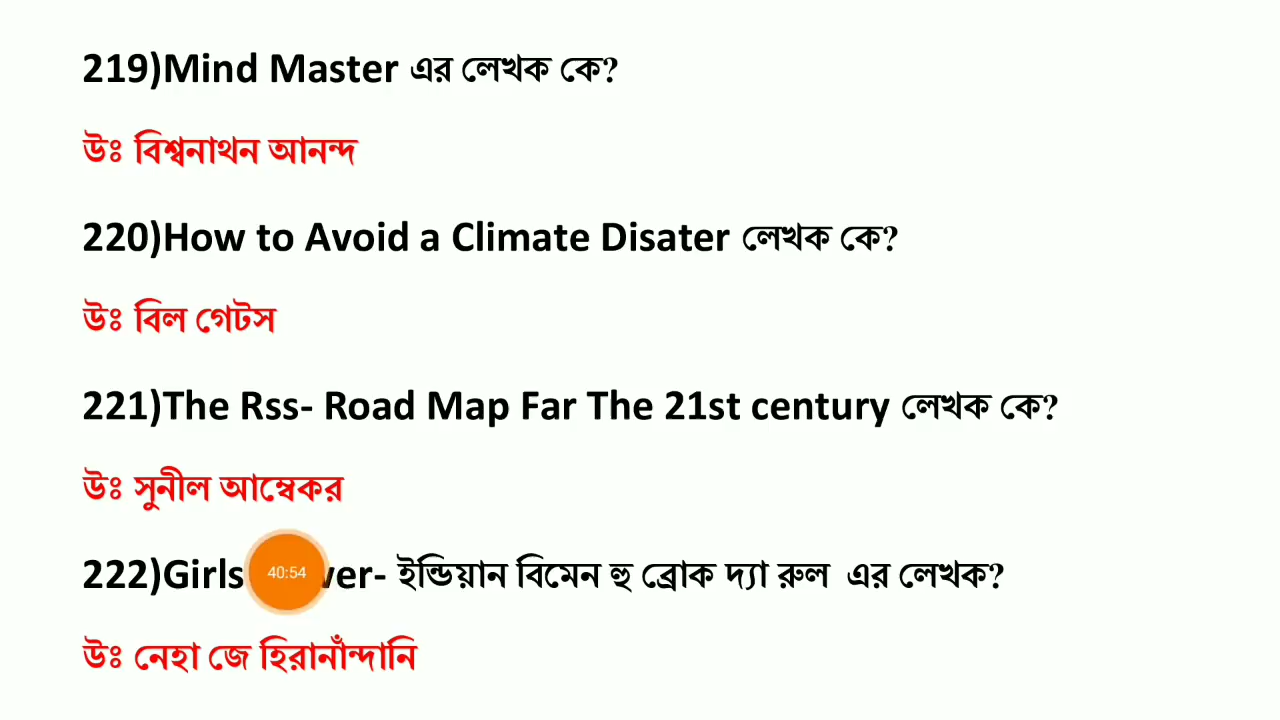 219)Mind Master এর লেখক কে?
উঃ বিশ্বনাথন আনন্দ
220)How to Avoid a Climate Disater লেখক কে?
উঃ বিল গেটস
221)The Rss- Road Map Far The 21st century লেখক কে?
উঃ সুনীল আম্বেকর
222)Girls 40:54 ইন্ডিয়ান বিমেন হু ব্রোক দ্যা রুল এর লেখক?
উঃ নেহা জে হিরানাঁন্দানি